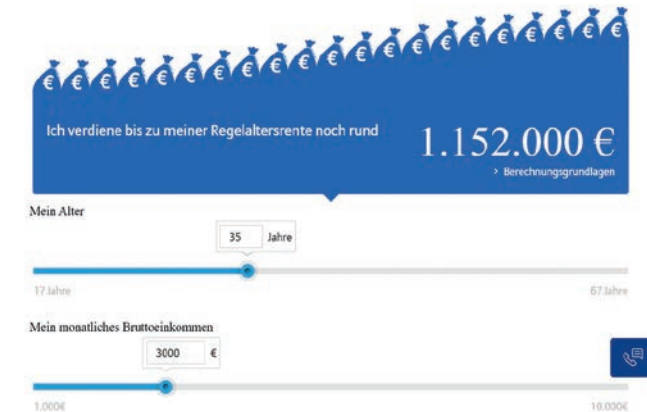 € € € € € € € € € € € € € € € € € € € €
Ich verdiene bis zu meiner Regelaltersrente noch rund 1.152.000 €
› Berechnungsgrundlagen
Mein Alter
35 Jahre
17 Jahre 67 Jahre
Mein monatliches Bruttoeinkommen
3000 €
1.000€ 10.000€